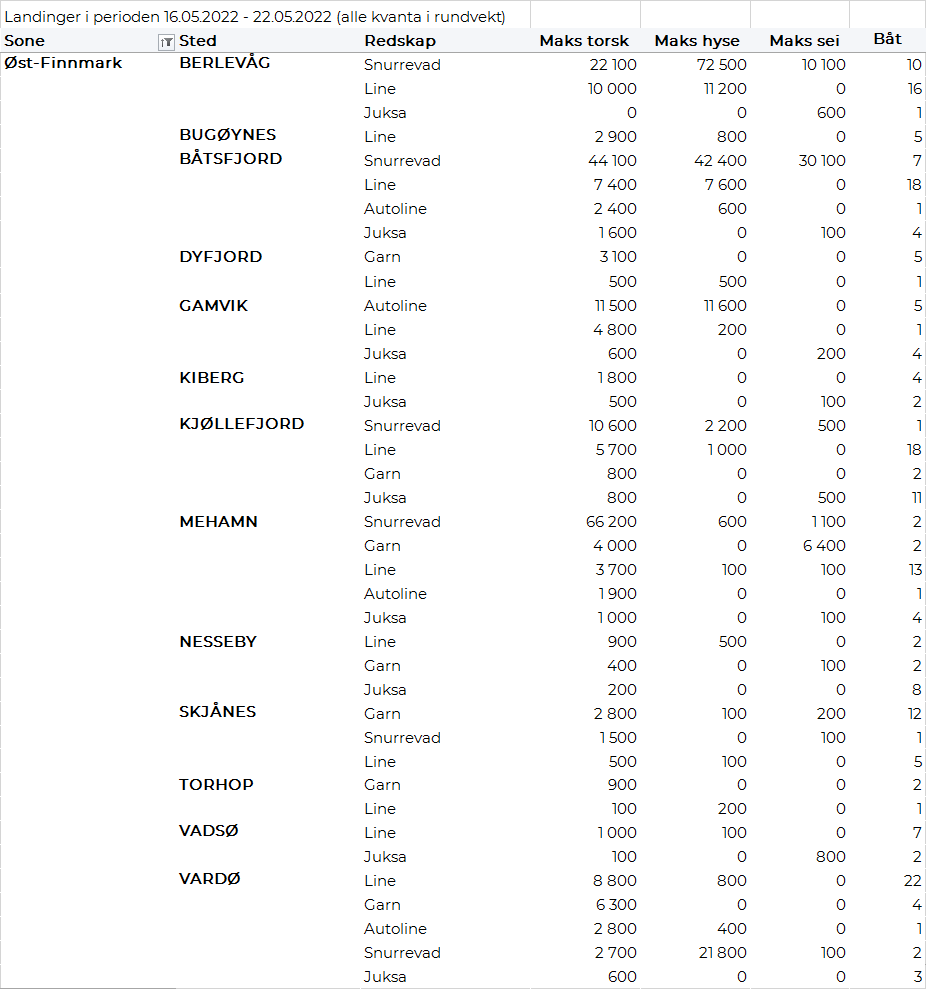 Landinger i perioden 16.05.2022 - 22.05.2022 (alle kvanta i rundvekt)
Sone Sted Redskap Maks torsk Maks hyse Maks sei Båt
Øst-Finnmark BERLEVÅG Snurrevad 22 100 72 500 10 100 10
Line 10 000 11 200 0 16
Juksa 0 0 600 1
BUGØYNES Line 2 900 800 0 5
BÅTSFJORD Snurrevad 44 100 42 400 30 100 7
Line 7 400 7 600 0 18
Autoline 2 400 600 0 1
Juksa 1 600 0 100 4
DYFJORD Garn 3 100 0 0 5
Line 500 500 0 1
GAMVIK Autoline 11 500 11 600 0 5
Line 4 800 200 0 1
Juksa 600 0 200 4
KIBERG Line 1 800 0 0 4
Juksa 500 0 100 2
KJØLLEFJORD Snurrevad 10 600 2 200 500 1
Line 5 700 1 000 0 18
Garn 800 0 0 2
Juksa 800 0 500 11
MEHAMN Snurrevad 66 200 600 1 100 2
Garn 4 000 0 6 400 2
Line 3 700 100 100 13
Autoline 1 900 0 0 1
Juksa 1 000 0 100 4
NESSEBY Line 900 500 0 2
Garn 400 0 100 2
Juksa 200 0 0 8
SKJÅNES Garn 2 800 100 200 12
Snurrevad 1 500 0 100 1
Line 500 100 0 5
TORHOP Garn 900 0 0 2
Line 100 200 0 1
VADSØ Line 1 000 100 0 7
Juksa 100 0 800 2
VARDØ Line 8 800 800 0 22
Garn 6 300 0 0 4
Autoline 2 800 400 0 1
Snurrevad 2 700 21 800 100 2
Juksa 600 0 0 3